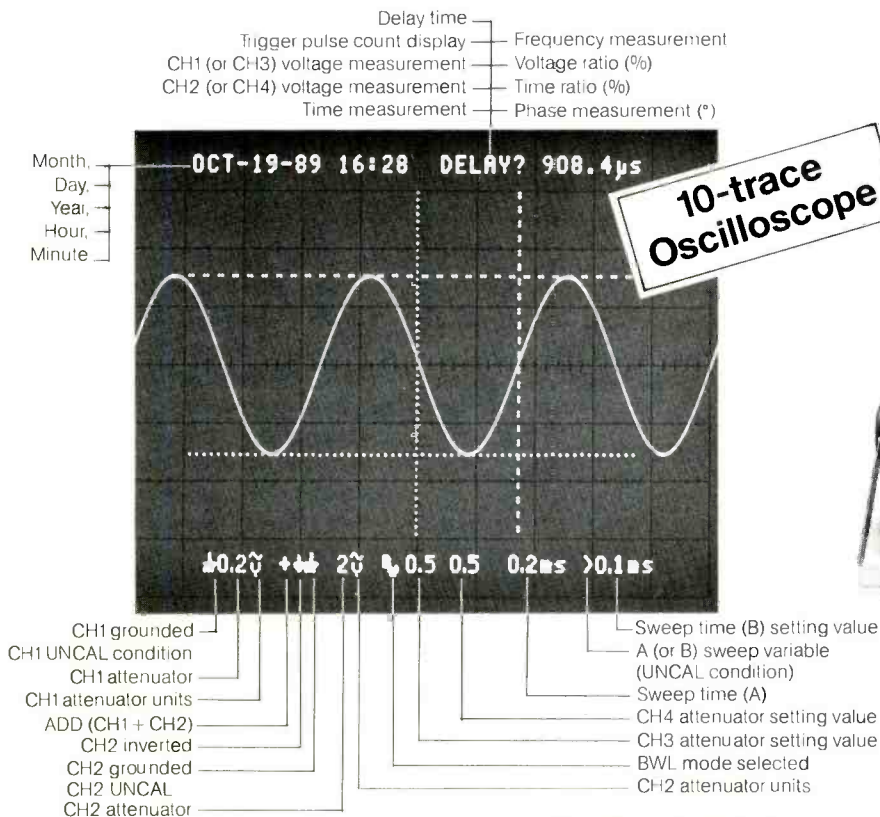 Delay time
Trigger pulse count display
Frequency measurement
CH1 (or CH3) voltage measurement
Voltage ratio (%)
CH2 (or CH4) voltage measurement
Time ratio (%)
Time measurement
Phase measurement (°)
Month,
Day,
Year,
Hour,
Minute
OCT-19-89 16:28 DELAY? 908.4µs
10-trace
Oscilloscope
0.2 + 2 0.5 0.5 0.2ms >0.1ms
CH1 grounded
CH1 UNCAL condition
CH1 attenuator
CH1 attenuator units
ADD (CH1 + CH2)
CH2 inverted
CH2 grounded
CH2 UNCAL
CH2 attenuator
Sweep time (B) setting value
A (or B) sweep variable
(UNCAL condition)
Sweep time (A)
CH4 attenuator setting value
CH3 attenuator setting value
BWL mode selected
CH2 attenuator units